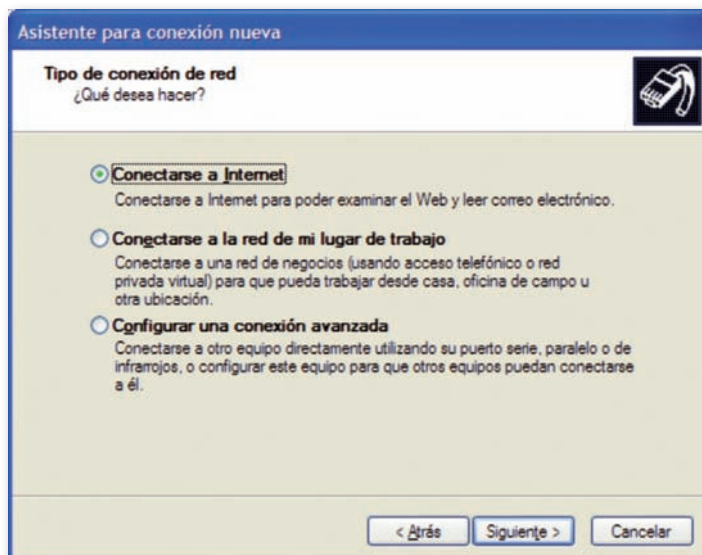 Asistente para conexión nueva
Tipo de conexión de red
¿Qué desea hacer?
Conectarse a Internet
Conectarse a Internet para poder examinar el Web y leer correo electrónico.
Conectarse a la red de mi lugar de trabajo
Conectarse a una red de negocios (usando acceso telefónico o red
privada virtual) para que pueda trabajar desde casa, oficina de campo u
otra ubicación.
Configurar una conexión avanzada
Conectarse a otro equipo directamente utilizando su puerto serie, paralelo o de
infrarrojos, o configurar este equipo para que otros equipos puedan conectarse
a él.
< Atrás
Siguiente >
Cancelar